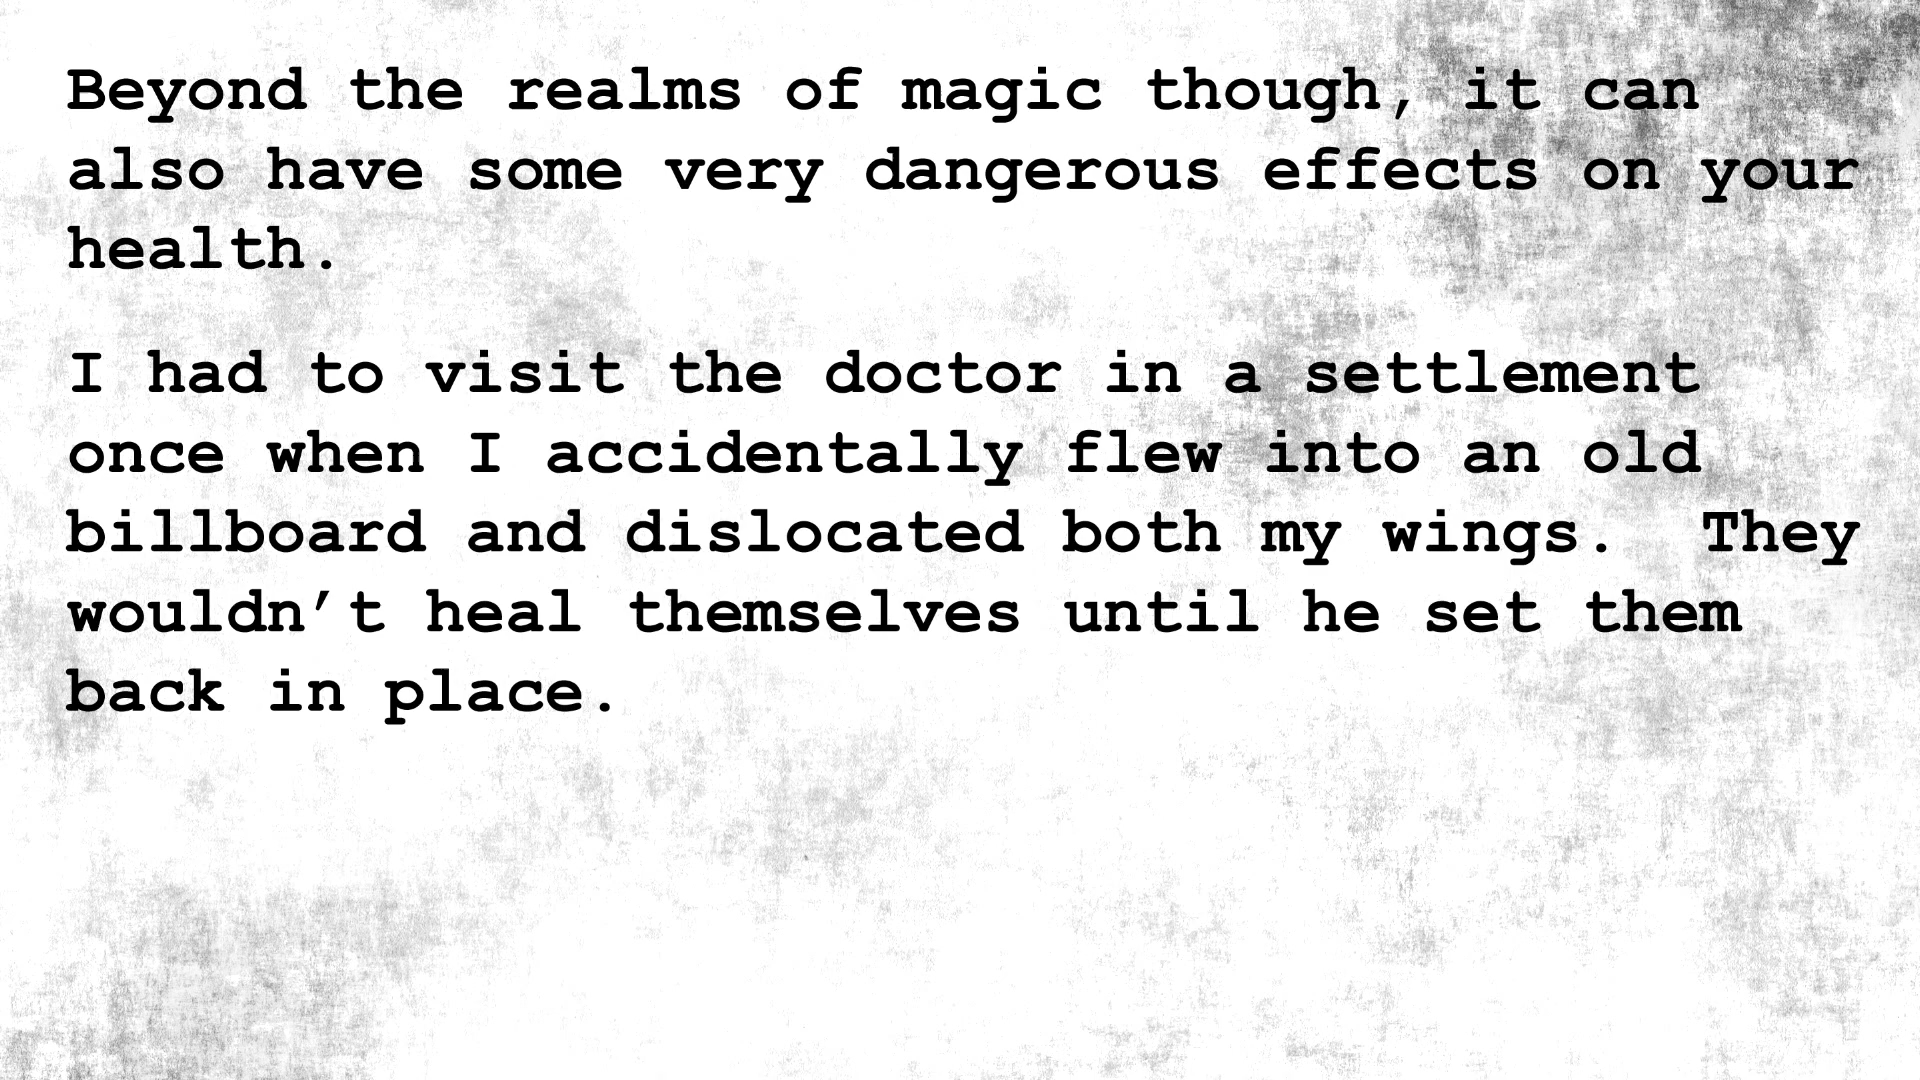 Beyond the realms of magic though, it can
also have some very dangerous effects on your
health.
I had to visit the doctor in a settlement
once when I accidentally flew into an old
billboard and dislocated both my wings.  They
wouldn’t heal themselves until he set them
back in place.